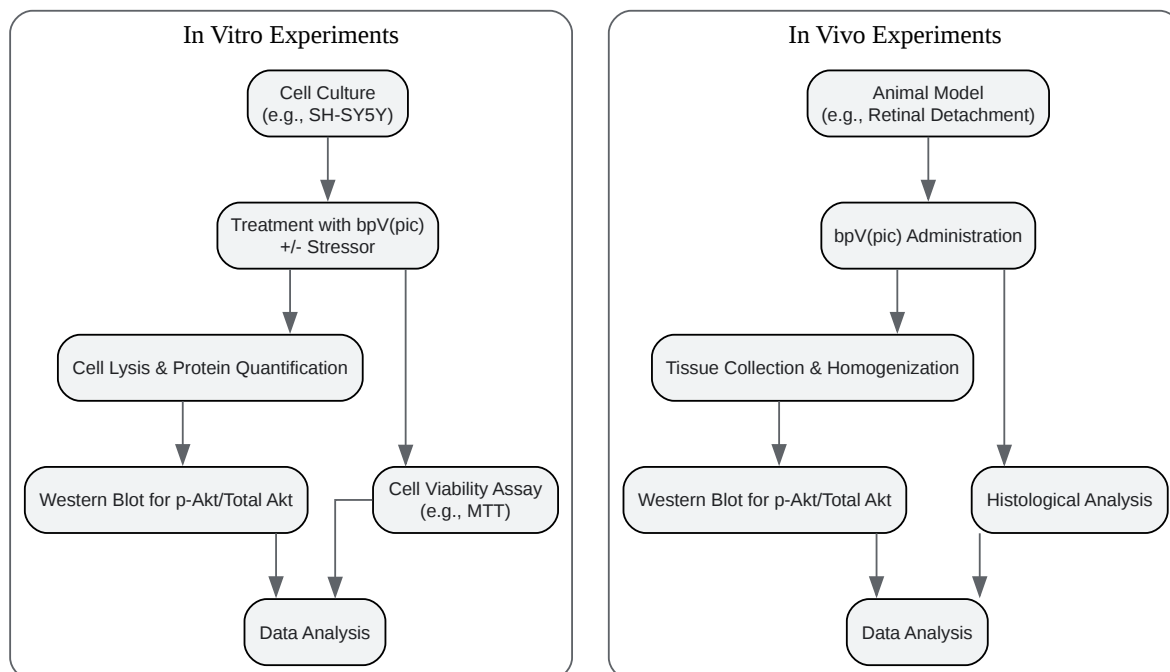 In Vitro Experiments
Cell Culture
(e.g., SH-SY5Y)
Treatment with bpV(pic)
+/- Stressor
Cell Lysis & Protein Quantification
Western Blot for p-Akt/Total Akt
Cell Viability Assay
(e.g., MTT)
Data Analysis
In Vivo Experiments
Animal Model
(e.g., Retinal Detachment)
bpV(pic) Administration
Tissue Collection & Homogenization
Western Blot for p-Akt/Total Akt
Histological Analysis
Data Analysis